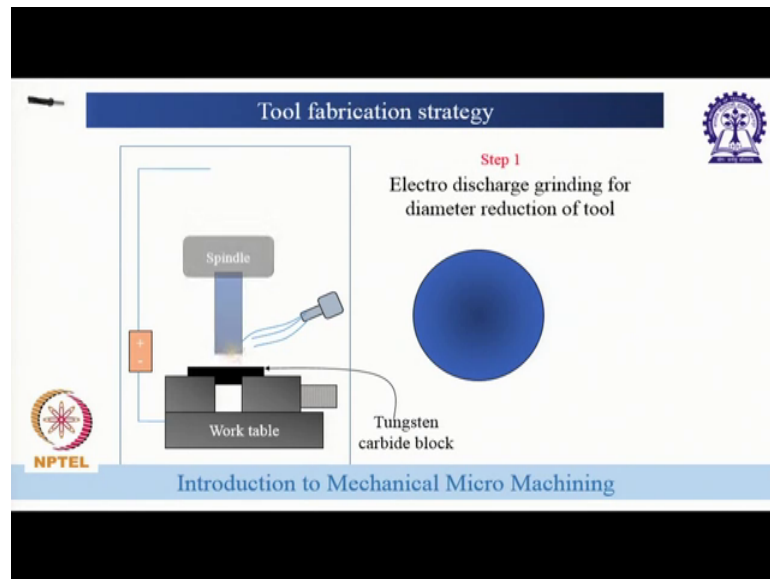 Tool fabrication strategy
Step 1
Electro discharge grinding for
diameter reduction of tool
Spindle
+
-
Work table
Tungsten
carbide block
NPTEL
Introduction to Mechanical Micro Machining